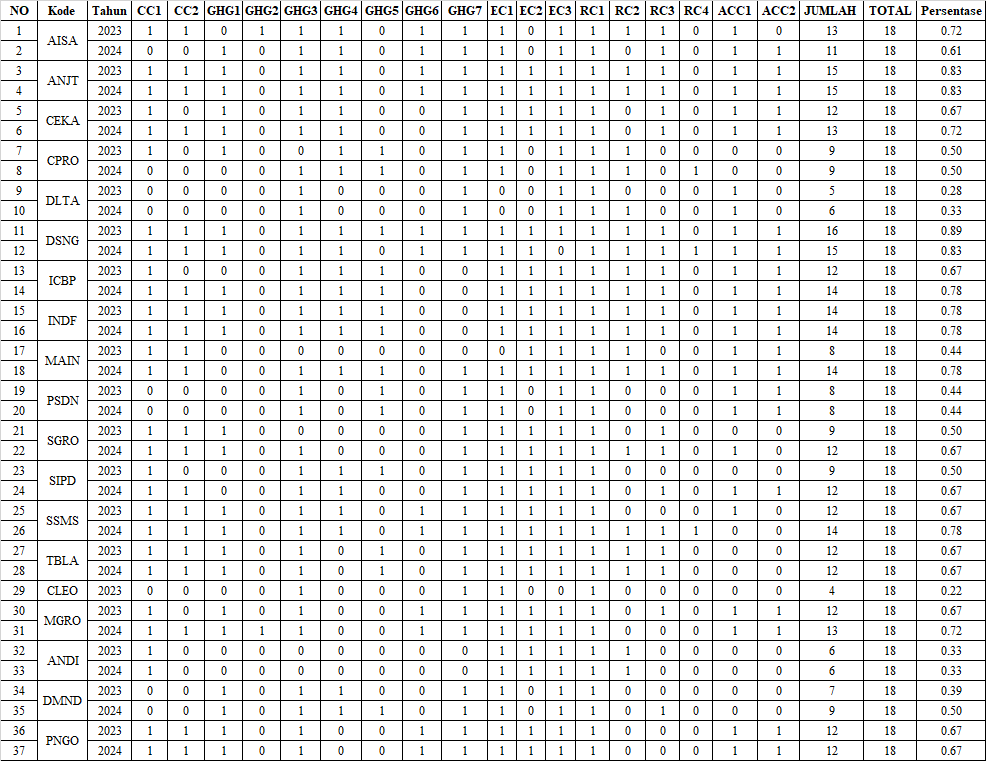 NO Kode Tahun CC1 CC2 GHG1 GHG2 GHG3 GHG4 GHG5 GHG6 GHG7 EC1 EC2 EC3 RC1 RC2 RC3 RC4 ACC1 ACC2 JUMLAH TOTAL Persentase
1 AISA 2023 1 1 0 1 1 1 0 1 1 1 0 1 1 1 1 0 1 0 13 18 0.72
2 2024 0 0 1 0 1 1 0 1 1 1 0 1 1 0 1 0 1 1 11 18 0.61
3 ANJT 2023 1 1 1 0 1 1 0 1 1 1 1 1 1 1 1 0 1 1 15 18 0.83
4 2024 1 1 1 0 1 1 0 1 1 1 1 1 1 1 1 0 1 1 15 18 0.83
5 CEKA 2023 1 0 1 0 1 1 0 0 1 1 1 1 1 0 1 0 1 1 12 18 0.67
6 2024 1 1 1 0 1 1 0 0 1 1 1 1 1 0 1 0 1 1 13 18 0.72
7 CPRO 2023 1 0 1 0 0 1 1 0 1 1 0 1 1 1 0 0 0 0 9 18 0.50
8 2024 0 0 0 0 1 1 1 0 1 1 0 1 1 1 0 1 0 0 9 18 0.50
9 DLTA 2023 0 0 0 0 1 0 0 0 1 0 0 1 1 0 0 0 1 0 5 18 0.28
10 2024 0 0 0 0 1 0 0 0 1 0 0 1 1 1 0 0 1 0 6 18 0.33
11 DSNG 2023 1 1 1 0 1 1 1 1 1 1 1 1 1 1 1 0 1 1 16 18 0.89
12 2024 1 1 1 0 1 1 0 1 1 1 1 0 1 1 1 1 1 1 15 18 0.83
13 ICBP 2023 1 0 0 0 1 1 1 0 0 1 1 1 1 1 1 0 1 1 12 18 0.67
14 2024 1 1 1 0 1 1 1 0 0 1 1 1 1 1 1 0 1 1 14 18 0.78
15 INDF 2023 1 1 1 0 1 1 1 0 0 1 1 1 1 1 1 0 1 1 14 18 0.78
16 2024 1 1 1 0 1 1 1 0 0 1 1 1 1 1 1 0 1 1 14 18 0.78
17 MAIN 2023 1 1 0 0 0 0 0 0 0 0 1 1 1 1 0 0 1 1 8 18 0.44
18 2024 1 1 0 0 1 1 1 0 1 1 1 1 1 1 1 0 1 1 14 18 0.78
19 PSDN 2023 0 0 0 0 1 0 1 0 1 1 0 1 1 0 0 0 1 1 8 18 0.44
20 2024 0 0 0 0 1 0 1 0 1 1 0 1 1 0 0 0 1 1 8 18 0.44
21 SGRO 2023 1 1 1 0 0 0 0 0 1 1 1 1 1 0 1 0 0 0 9 18 0.50
22 2024 1 1 1 0 1 0 0 0 1 1 1 1 1 1 1 0 1 0 12 18 0.67
23 SIPD 2023 1 0 0 0 1 1 1 0 1 1 1 1 1 0 0 0 0 0 9 18 0.50
24 2024 1 1 0 0 1 1 0 0 1 1 1 1 1 0 1 0 1 1 12 18 0.67
25 SSMS 2023 1 1 1 0 1 1 0 1 1 1 1 1 1 0 0 0 1 0 12 18 0.67
26 2024 1 1 1 0 1 1 0 1 1 1 1 1 1 1 1 1 0 0 14 18 0.78
27 TBLA 2023 1 1 1 0 1 0 1 0 1 1 1 1 1 1 1 0 0 0 12 18 0.67
28 2024 1 1 1 0 1 0 1 0 1 1 1 1 1 1 1 0 0 0 12 18 0.67
29 CLEO 2023 0 0 0 0 1 0 0 0 1 1 0 0 1 0 0 0 0 0 4 18 0.22
30 MGRO 2023 1 0 1 0 1 0 0 1 1 1 1 1 1 0 1 0 1 1 12 18 0.67
31 2024 1 1 1 1 1 0 0 1 1 1 1 1 1 0 0 0 1 1 13 18 0.72
32 ANDI 2023 1 0 0 0 0 0 0 0 0 1 1 1 1 1 0 0 0 0 6 18 0.33
33 2024 1 0 0 0 0 0 0 0 0 1 1 1 1 1 0 0 0 0 6 18 0.33
34 DMND 2023 0 0 1 0 1 1 0 0 1 1 0 1 1 0 0 0 0 0 7 18 0.39
35 2024 0 0 1 0 1 1 1 0 1 1 0 1 1 0 1 0 0 0 9 18 0.50
36 PNGO 2023 1 1 1 0 1 0 0 1 1 1 1 1 1 0 0 0 1 1 12 18 0.67
37 2024 1 1 1 0 1 0 0 1 1 1 1 1 1 0 0 0 1 1 12 18 0.67